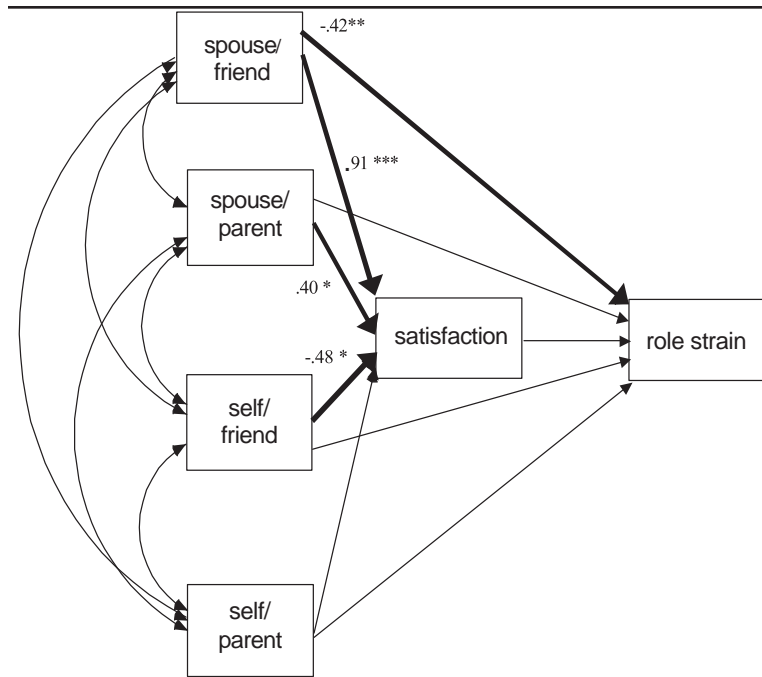 -.42**
spouse/
friend
.91 ***
spouse/
parent
.40 *
satisfaction
role strain
-.48 *
self/
friend
self/
parent